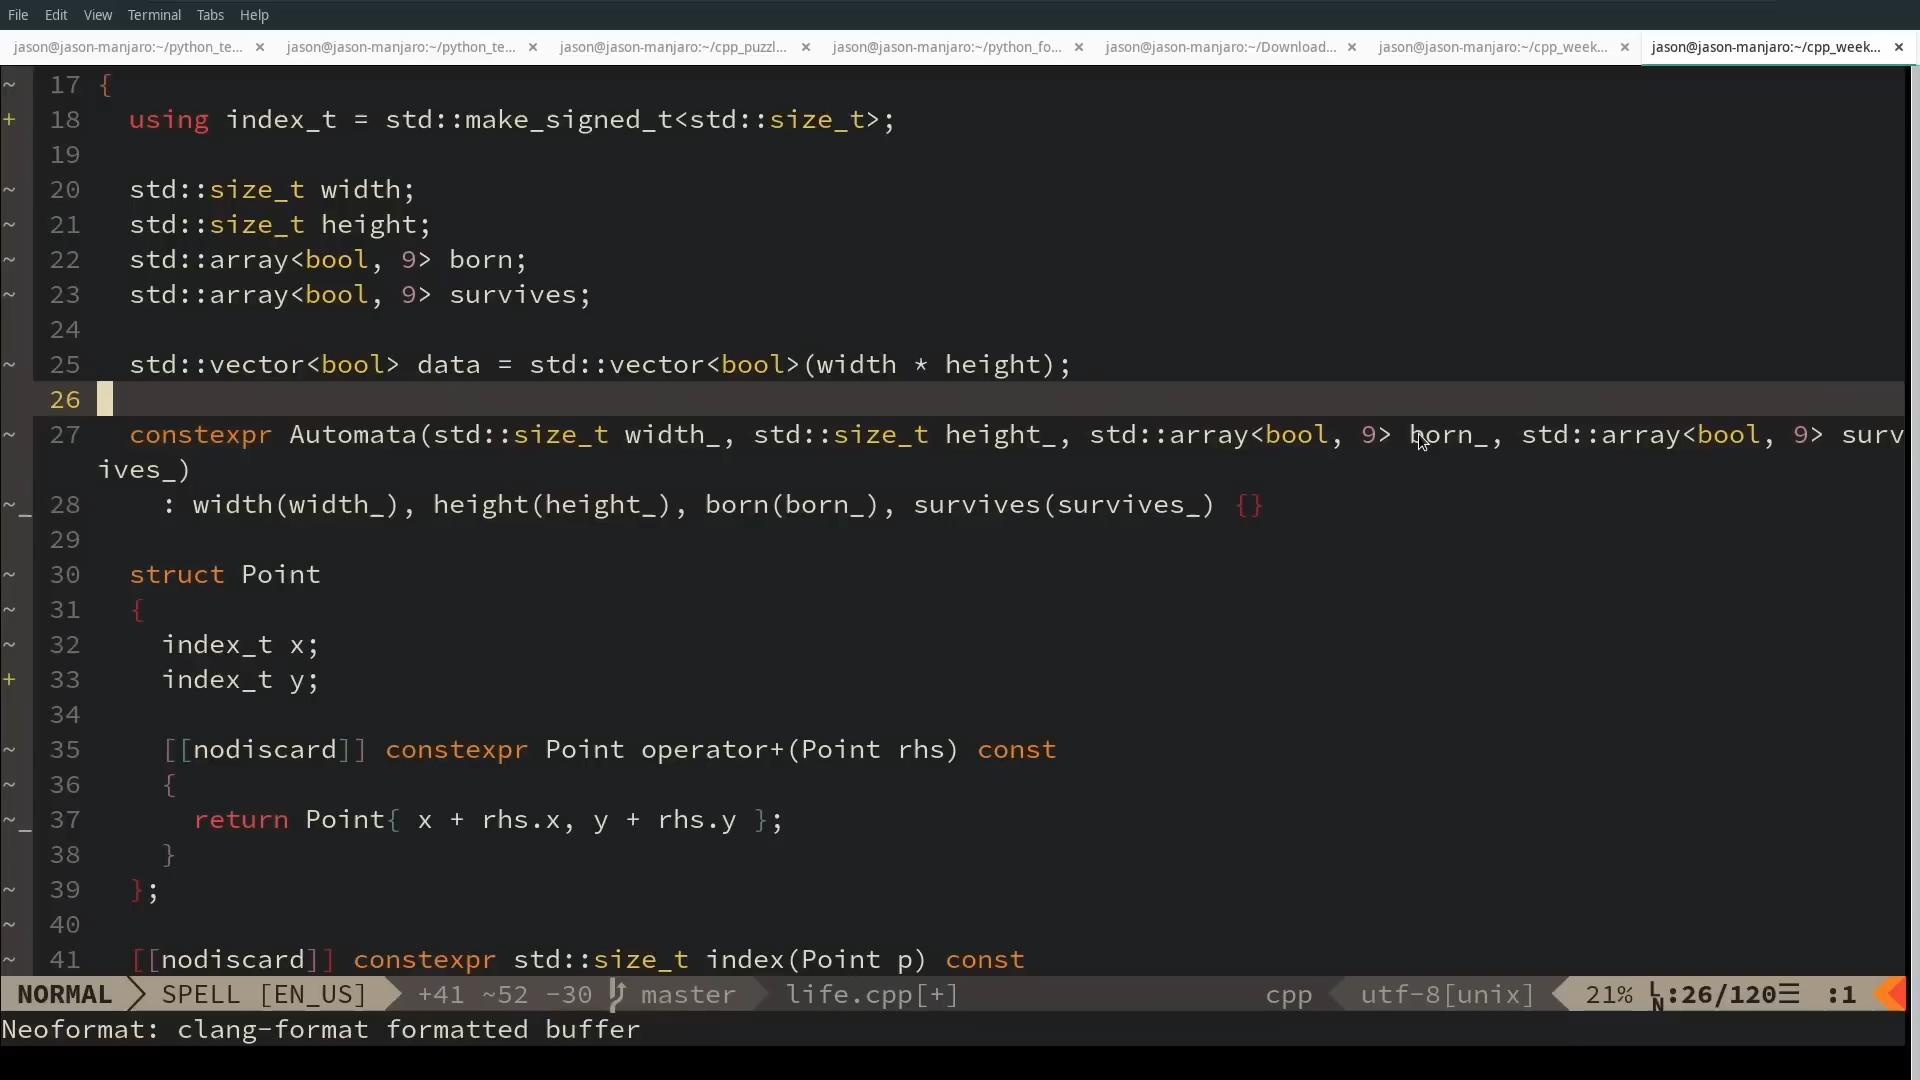 File Edit View Terminal Tabs Help
jason@jason-manjaro:~/python_te... × jason@jason-manjaro:~/python_te... × jason@jason-manjaro:~/cpp_puzzl... × jason@jason-manjaro:~/python_fo... × jason@jason-manjaro:~/Download... × jason@jason-manjaro:~/cpp_week... × jason@jason-manjaro:~/cpp_week... ×
~ 17 {
+ 18   using index_t = std::make_signed_t<std::size_t>;
19
~ 20   std::size_t width;
~ 21   std::size_t height;
~ 22   std::array<bool, 9> born;
~ 23   std::array<bool, 9> survives;
24
~ 25   std::vector<bool> data = std::vector<bool>(width * height);
26
~ 27   constexpr Automata(std::size_t width_, std::size_t height_, std::array<bool, 9> born_, std::array<bool, 9> surv
ives_)
~_ 28     : width(width_), height(height_), born(born_), survives(survives_) {}
29
~ 30   struct Point
~ 31   {
~ 32     index_t x;
+ 33     index_t y;
34
~ 35     [[nodiscard]] constexpr Point operator+(Point rhs) const
~ 36     {
~_ 37       return Point{ x + rhs.x, y + rhs.y };
38     }
~ 39   };
~ 40
~ 41   [[nodiscard]] constexpr std::size_t index(Point p) const
NORMAL SPELL [EN_US] +41 ~52 -30 master life.cpp[+] cpp utf-8[unix] 21% LN:26/120☰ :1
Neoformat: clang-format formatted buffer